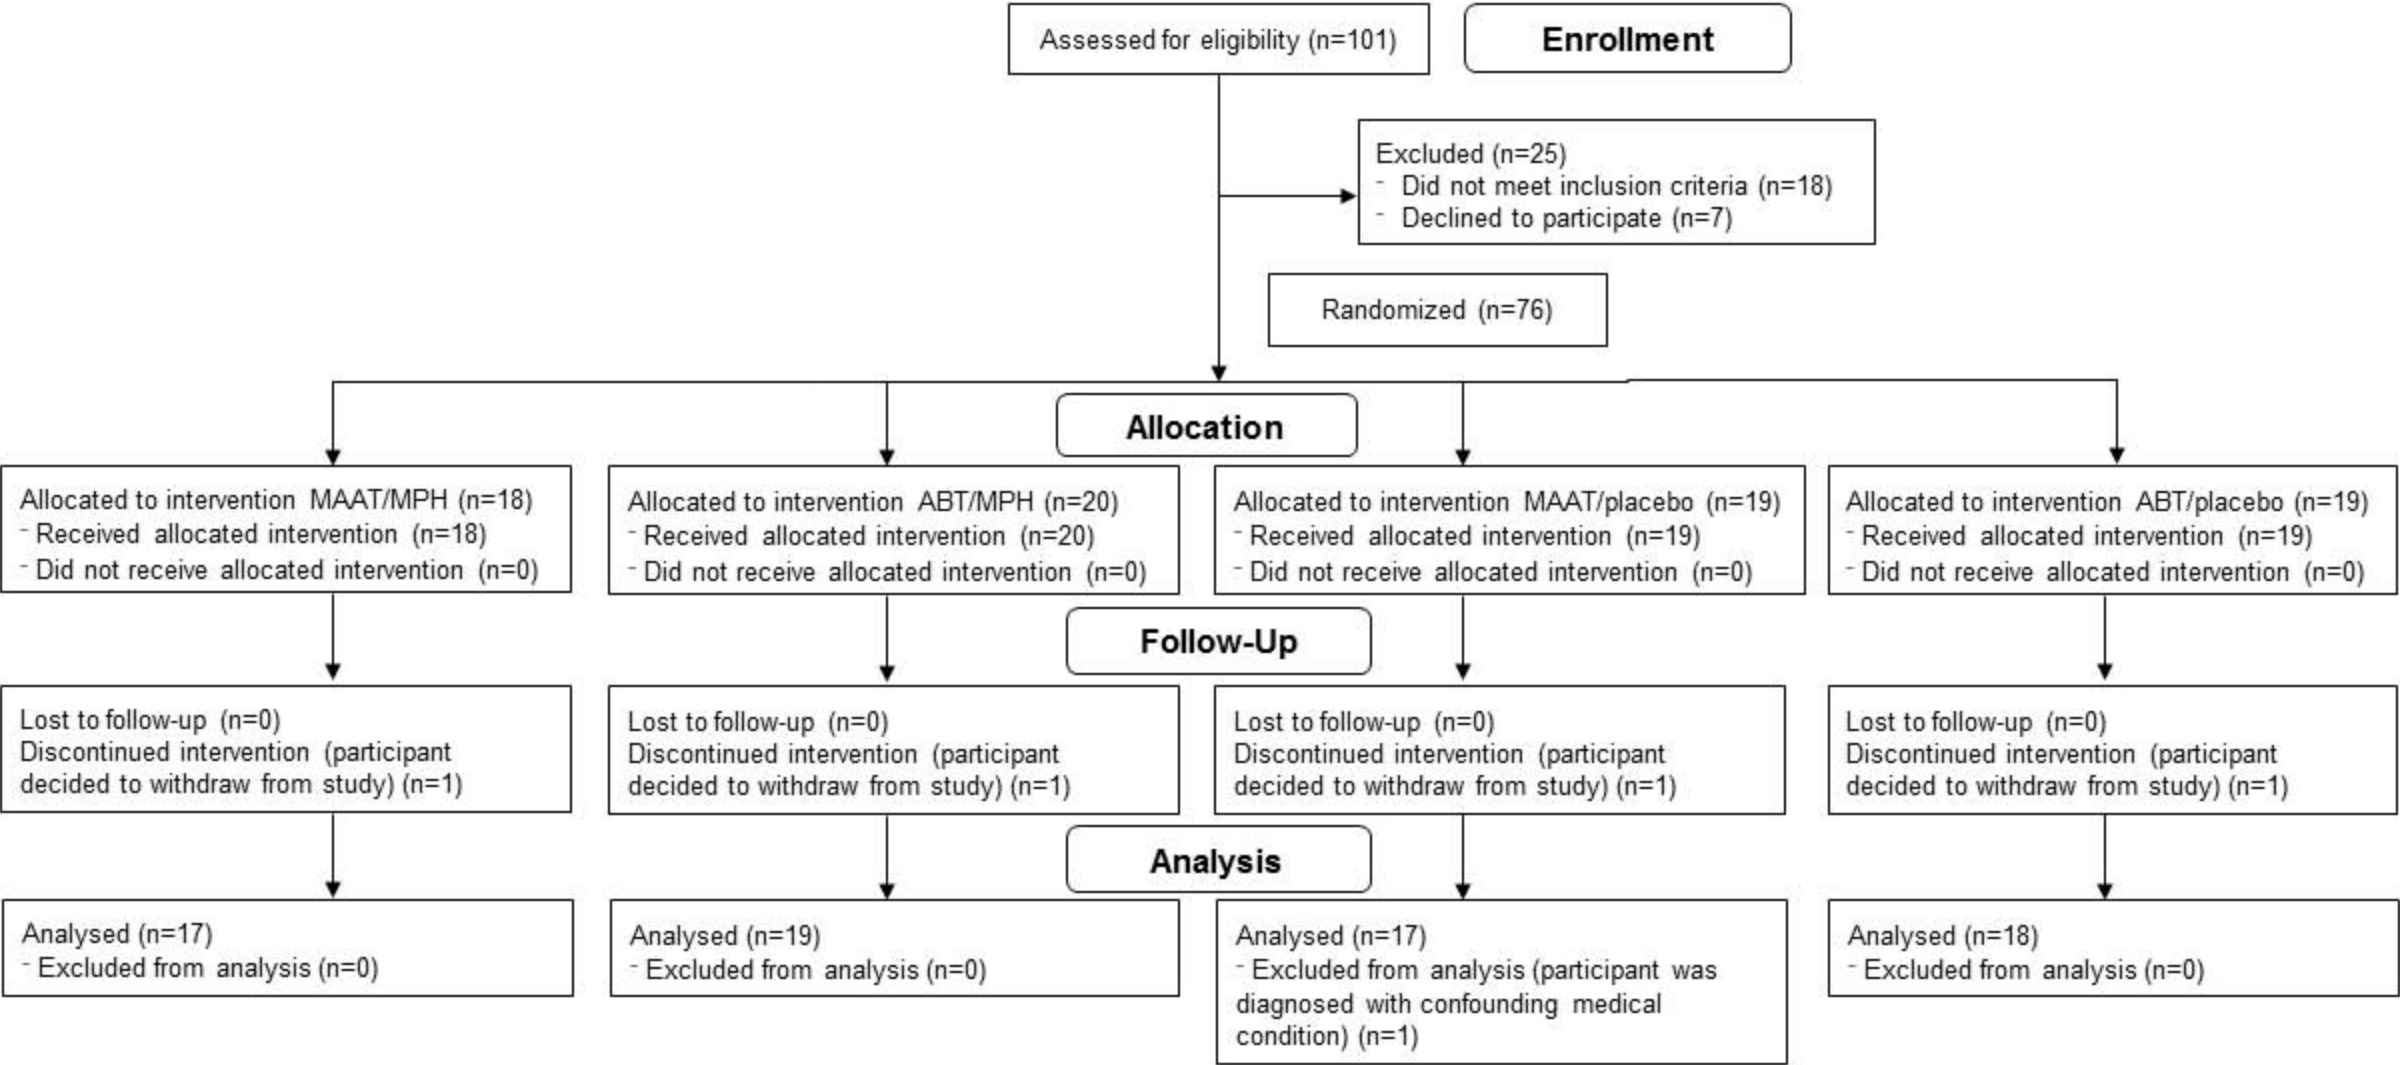 Assessed for eligibility (n=101)
Enrollment
Excluded (n=25)
- Did not meet inclusion criteria (n=18)
- Declined to participate (n=7)
Randomized (n=76)
Allocation
Allocated to intervention MAAT/MPH (n=18)
- Received allocated intervention (n=18)
- Did not receive allocated intervention (n=0)
Allocated to intervention ABT/MPH (n=20)
- Received allocated intervention (n=20)
- Did not receive allocated intervention (n=0)
Allocated to intervention MAAT/placebo (n=19)
- Received allocated intervention (n=19)
- Did not receive allocated intervention (n=0)
Allocated to intervention ABT/placebo (n=19)
- Received allocated intervention (n=19)
- Did not receive allocated intervention (n=0)
Follow-Up
Lost to follow-up (n=0)
Discontinued intervention (participant
decided to withdraw from study) (n=1)
Lost to follow-up (n=0)
Discontinued intervention (participant
decided to withdraw from study) (n=1)
Lost to follow-up (n=0)
Discontinued intervention (participant
decided to withdraw from study) (n=1)
Lost to follow-up (n=0)
Discontinued intervention (participant
decided to withdraw from study) (n=1)
Analysis
Analysed (n=17)
- Excluded from analysis (n=0)
Analysed (n=19)
- Excluded from analysis (n=0)
Analysed (n=17)
- Excluded from analysis (participant was
diagnosed with confounding medical
condition) (n=1)
Analysed (n=18)
- Excluded from analysis (n=0)